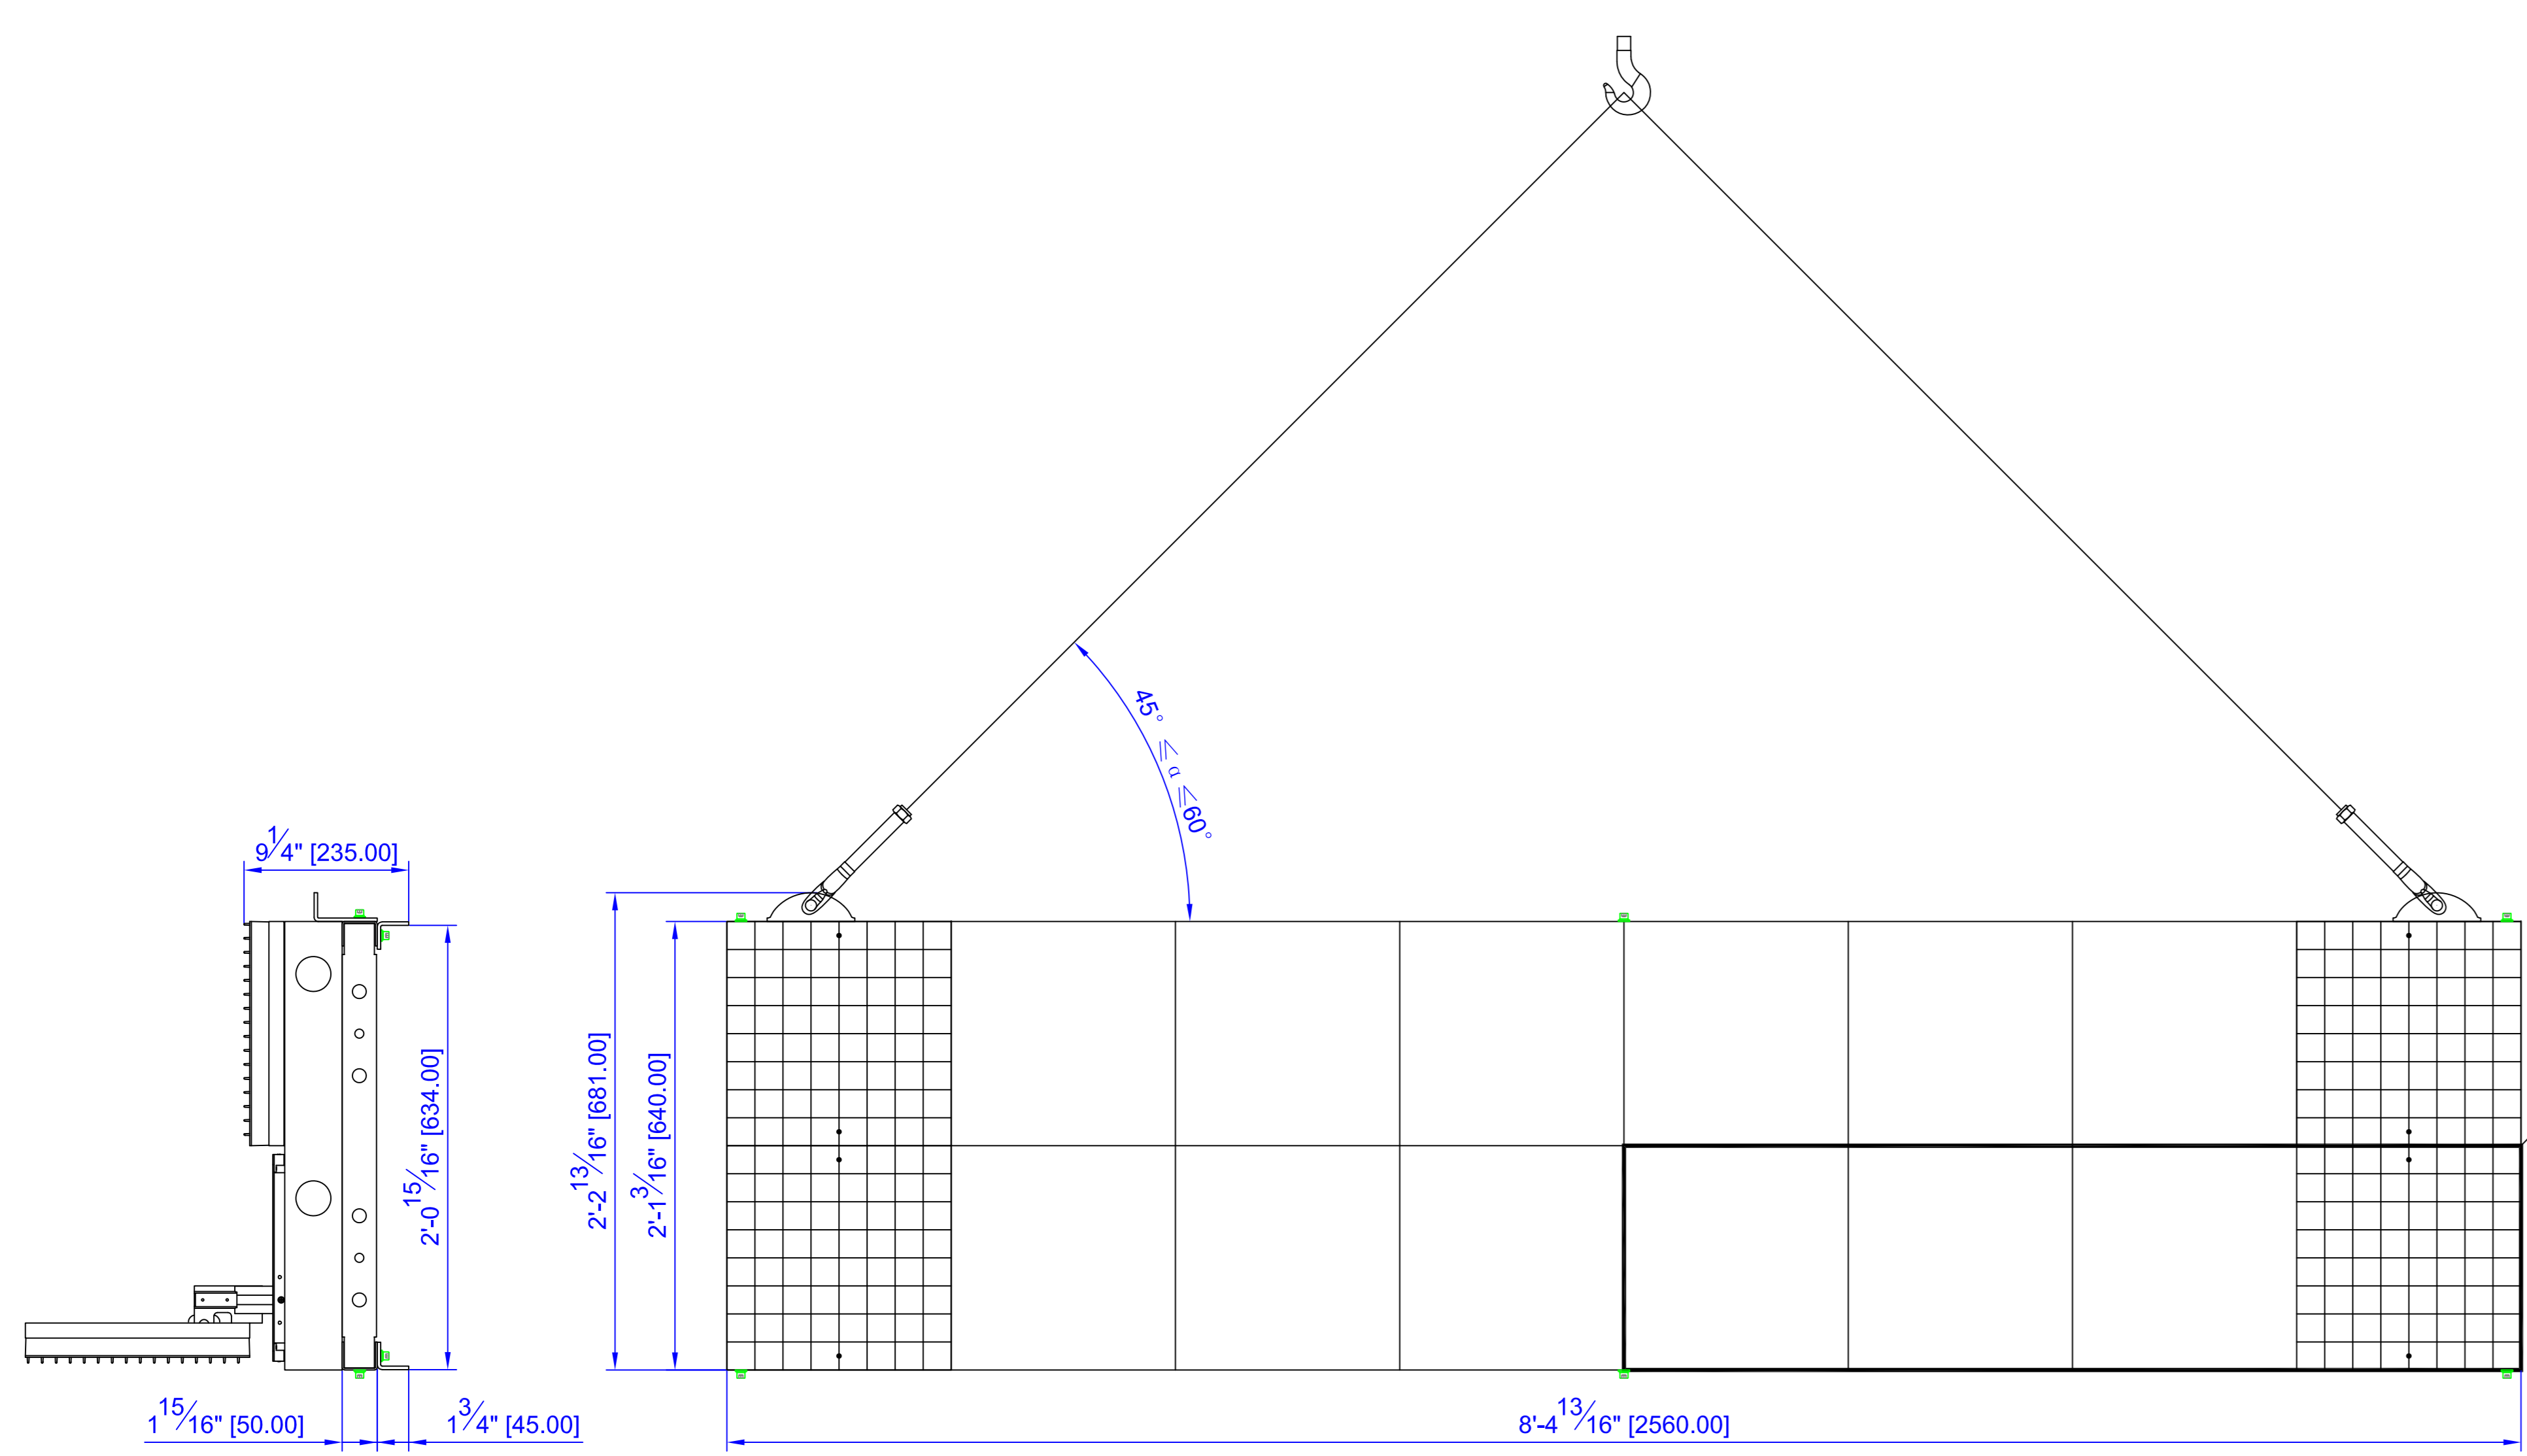 45° ≤ α ≤60°
9 1/4" [235.00]
2'-0 15/16" [634.00]
2'-2 13/16" [681.00]
2'-1 3/16" [640.00]
1 15/16" [50.00]
1 3/4" [45.00]
8'-4 13/16" [2560.00]